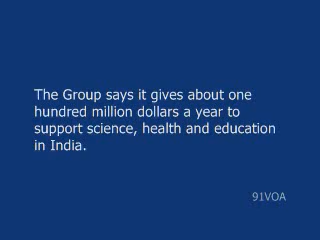 The Group says it gives about one
hundred million dollars a year to
support science, health and education
in India.
91VOA